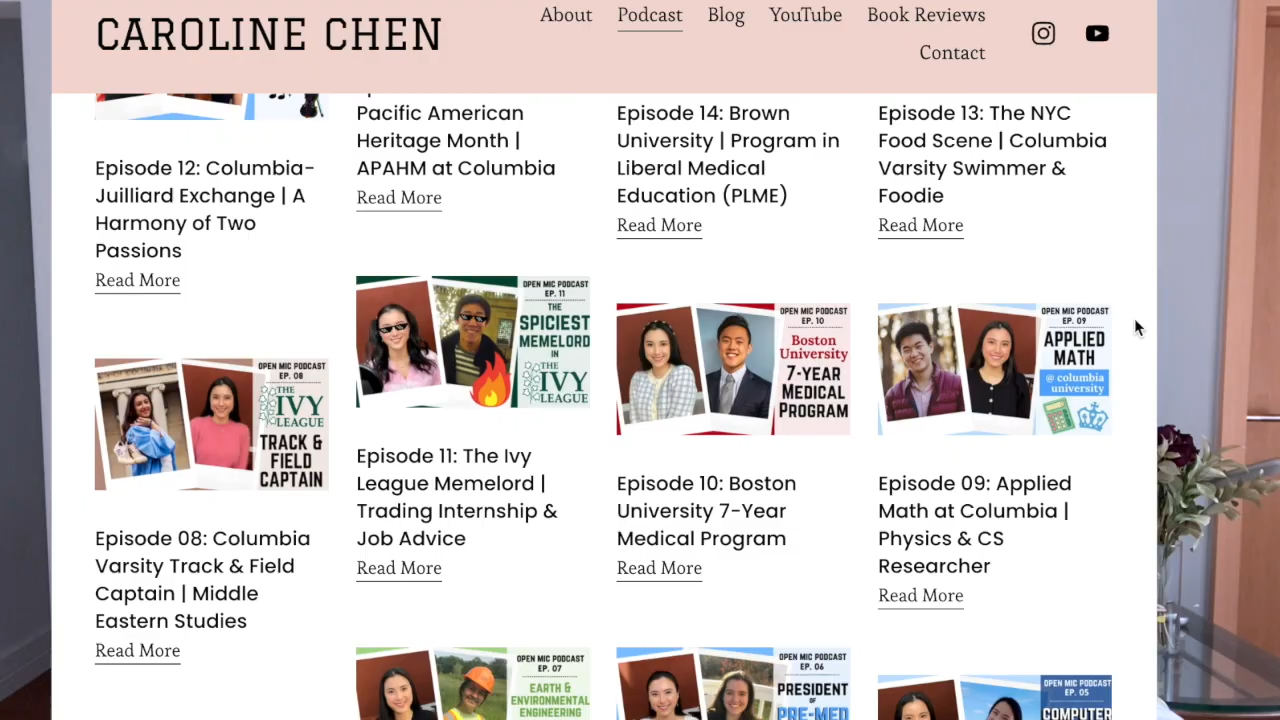 CAROLINE CHEN
About Podcast Blog YouTube Book Reviews
Contact
Episode 12: Columbia-
Juilliard Exchange | A
Harmony of Two
Passions
Read More
Pacific American
Heritage Month |
APAHM at Columbia
Read More
Episode 14: Brown
University | Program in
Liberal Medical
Education (PLME)
Read More
Episode 13: The NYC
Food Scene | Columbia
Varsity Swimmer &
Foodie
Read More
OPEN MIC PODCAST
EP. 08
THE
IVY
LEAGUE
TRACK &
FIELD
CAPTAIN
Episode 08: Columbia
Varsity Track & Field
Captain | Middle
Eastern Studies
Read More
OPEN MIC PODCAST
EP. 11
THE
SPICIEST
MEMELORD
IN
THE
IVY
LEAGUE
Episode 11: The Ivy
League Memelord |
Trading Internship &
Job Advice
Read More
OPEN MIC PODCAST
EP. 10
Boston
University
7-YEAR
MEDICAL
PROGRAM
Episode 10: Boston
University 7-Year
Medical Program
Read More
OPEN MIC PODCAST
EP. 09
APPLIED
MATH
@ columbia
university
Episode 09: Applied
Math at Columbia |
Physics & CS
Researcher
Read More
OPEN MIC PODCAST
EP. 07
EARTH &
ENVIRONMENTAL
ENGINEERING
OPEN MIC PODCAST
EP. 06
PRESIDENT
OF
PRE-MED
OPEN MIC PODCAST
EP. 05
COMPUTER